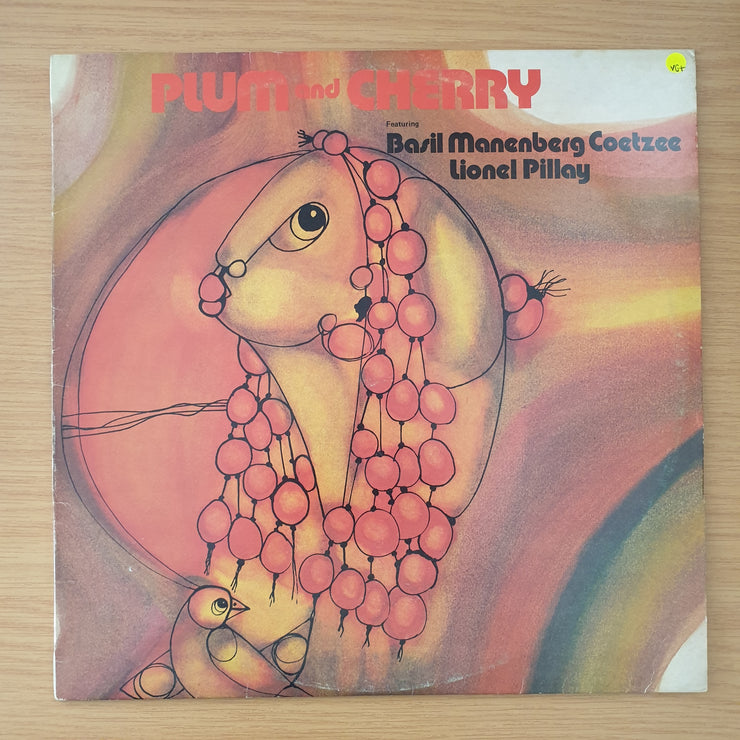 PLUM and CHERRY
VG+
Featuring
Basil Manenberg Coetzee
Lionel Pillay